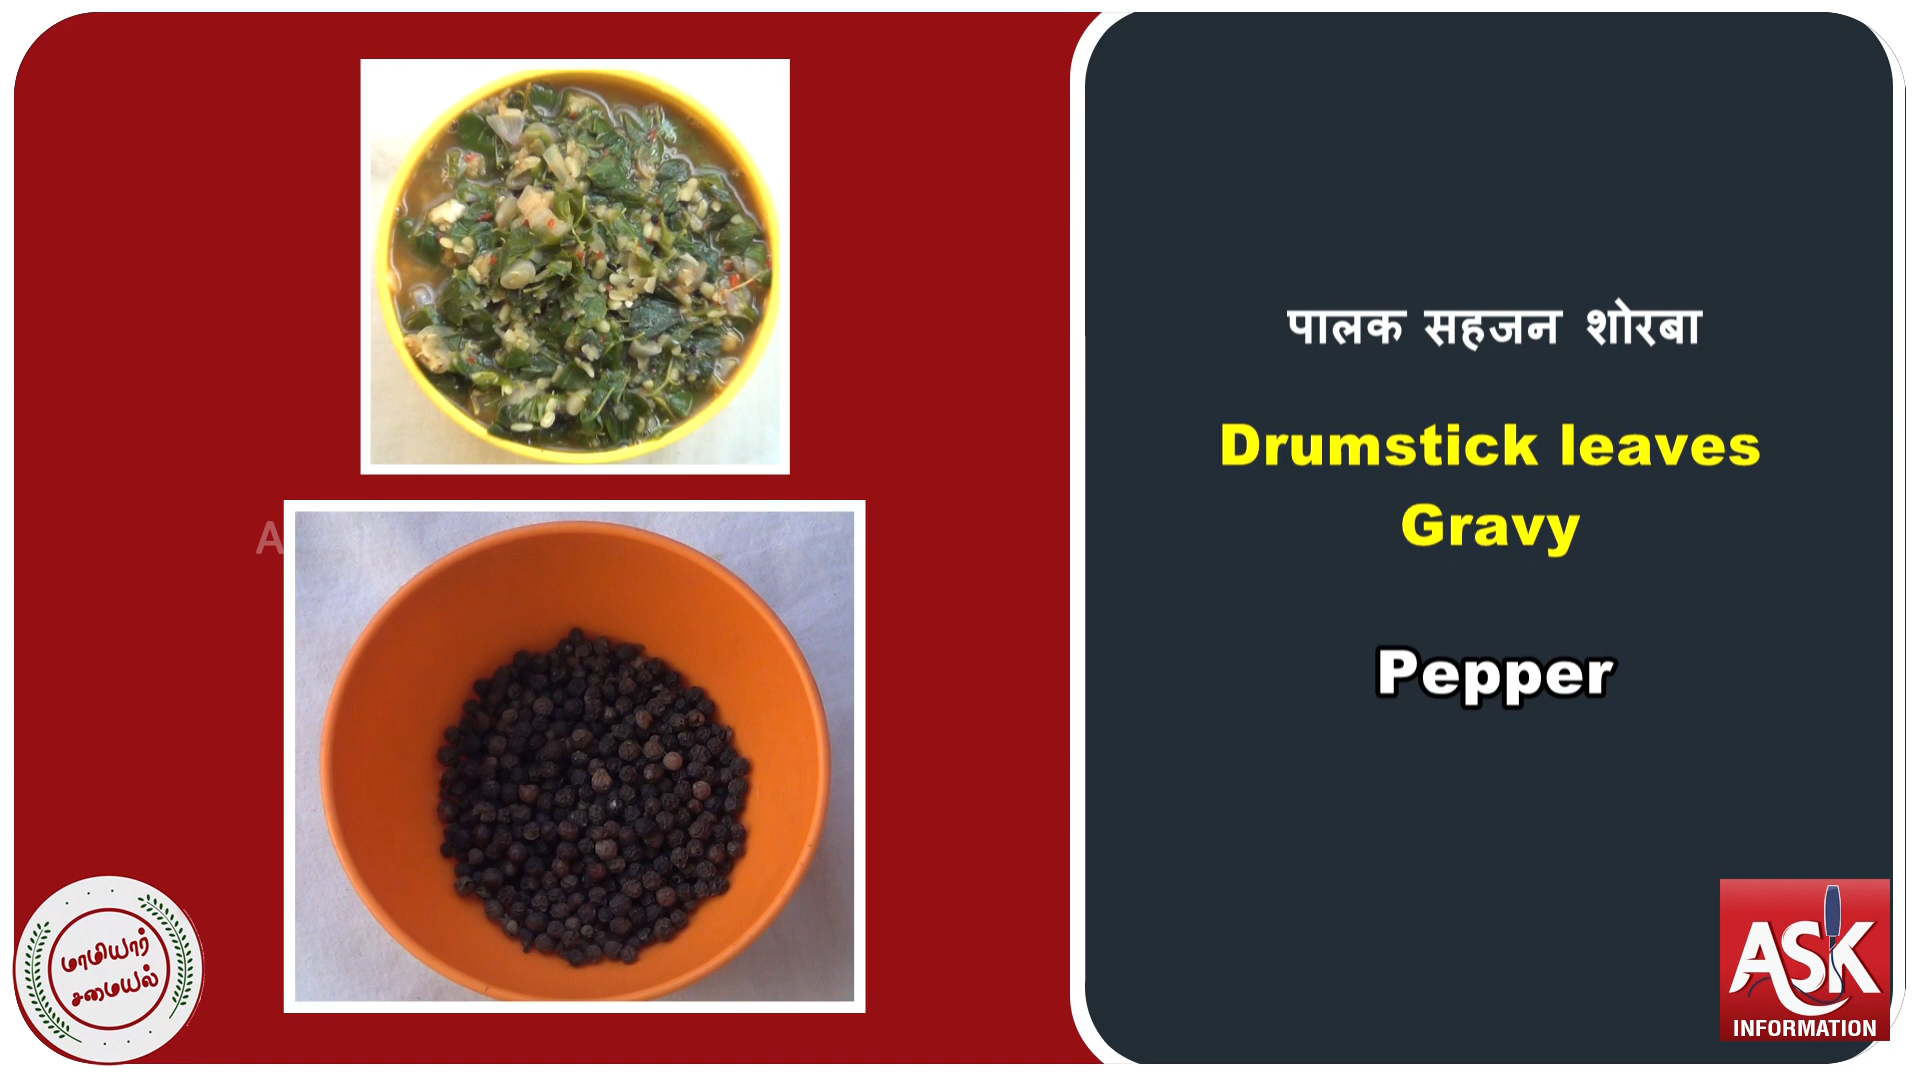 पालक सहजन शोरबा
Drumstick leaves
Gravy
Pepper
A
மாமியார்
சமையல்
ASK
INFORMATION